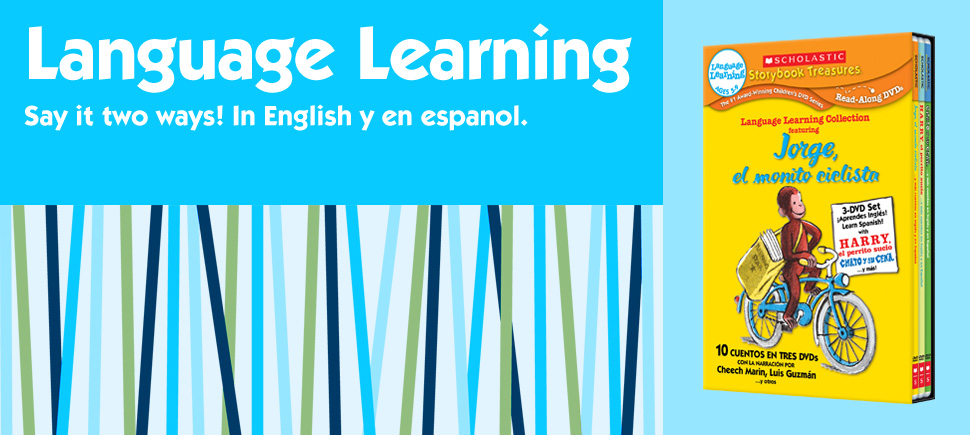 Language Learning
Say it two ways! In English y en espanol.
Language
Learning
AGES 5-9
SCHOLASTIC
Storybook Treasures
The #1 Award-Winning Children's DVD Series
Read-Along DVDs
Language Learning Collection
featuring
Jorge,
el monito ciclista
3-DVD Set
¡Aprendes Inglés!
Learn Spanish!
with
HARRY,
el perrito sucio
CHATO Y SU CENA
...y más!
10 CUENTOS EN TRES DVDs
CON LA NARRACIÓN POR
Cheech Marin, Luis Guzmán
...y otros